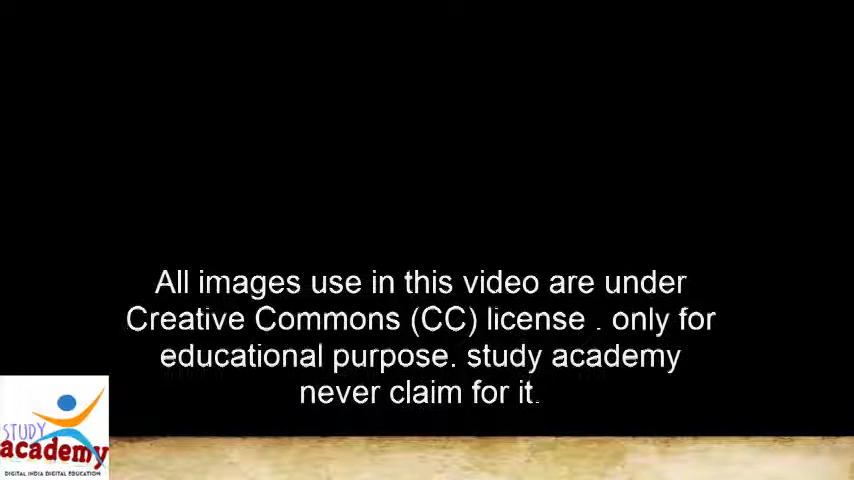 All images use in this video are under
Creative Commons (CC) license . only for
educational purpose. study academy
never claim for it.
STUDY
academy
DIGITAL INDIA DIGITAL EDUCATION